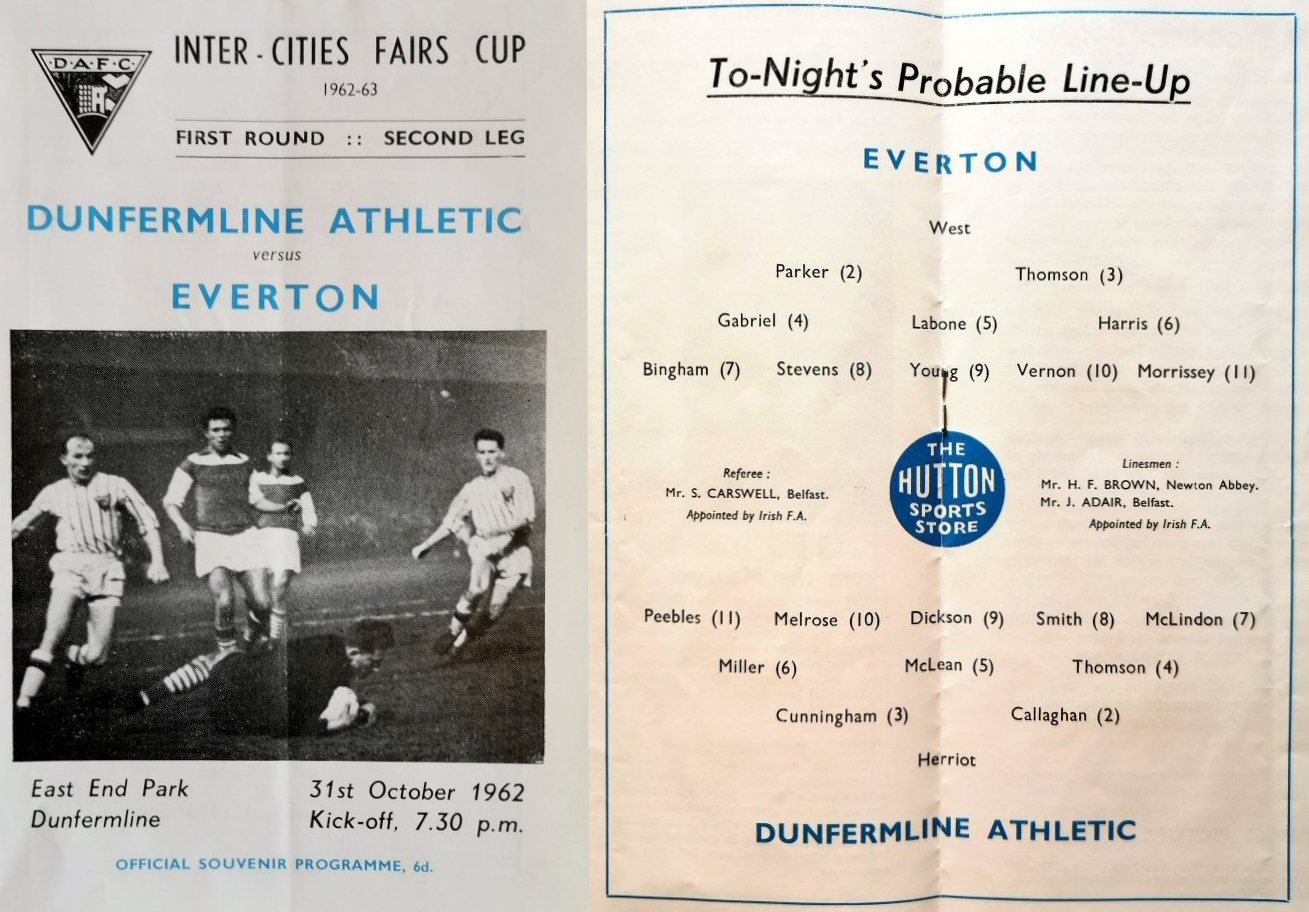 D·A·F·C
INTER-CITIES FAIRS CUP
1962-63
FIRST ROUND :: SECOND LEG
DUNFERMLINE ATHLETIC
versus
EVERTON
East End Park
Dunfermline
31st October 1962
Kick-off, 7.30 p.m.
OFFICIAL SOUVENIR PROGRAMME, 6d.
To-Night's Probable Line-Up
EVERTON
West
Parker (2) Thomson (3)
Gabriel (4) Labone (5) Harris (6)
Bingham (7) Stevens (8) Young (9) Vernon (10) Morrissey (11)
Referee :
Mr. S. CARSWELL, Belfast.
Appointed by Irish F.A.
THE
HUTTON
SPORTS
STORE
Linesmen :
Mr. H. F. BROWN, Newton Abbey.
Mr. J. ADAIR, Belfast.
Appointed by Irish F.A.
Peebles (11) Melrose (10) Dickson (9) Smith (8) McLindon (7)
Miller (6) McLean (5) Thomson (4)
Cunningham (3) Callaghan (2)
Herriot
DUNFERMLINE ATHLETIC